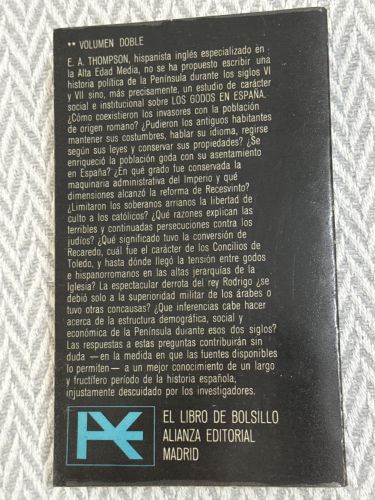 ** VOLUMEN DOBLE
E. A. THOMPSON, hispanista inglés especializado en
la Alta Edad Media, no se ha propuesto escribir una
historia política de la Península durante los siglos VI
y VII sino, más precisamente, un estudio de carácter
social e institucional sobre LOS GODOS EN ESPAÑA.
¿Cómo coexistieron los invasores con la población
de origen romano? ¿Pudieron los antiguos habitantes
mantener sus costumbres, hablar su idioma, regirse
según sus leyes y conservar sus propiedades? ¿Se
enriqueció la población goda con su asentamiento
en España? ¿En qué grado fue conservada la
maquinaria administrativa del Imperio y qué
dimensiones alcanzó la reforma de Recesvinto?
¿Limitaron los soberanos arrianos la libertad de
culto a los católicos? ¿Qué razones explican las
terribles y continuadas persecuciones contra los
judíos? ¿Qué significado tuvo la conversión de
Recaredo, cuál fue el carácter de los Concilios de
Toledo, y hasta dónde llegó la tensión entre godos
e hispanorromanos en las altas jerarquías de la
Iglesia? La espectacular derrota del rey Rodrigo ¿se
debió solo a la superioridad militar de los árabes o
tuvo otras concausas? ¿Que inferencias cabe hacer
acerca de la estructura demográfica, social y
económica de la Península durante esos dos siglos?
Las respuestas a estas preguntas contribuirán sin
duda —en la medida en que las fuentes disponibles
lo permiten— a un mejor conocimiento de un largo
y fructífero período de la historia española,
injustamente descuidado por los investigadores.
EL LIBRO DE BOLSILLO
ALIANZA EDITORIAL
MADRID